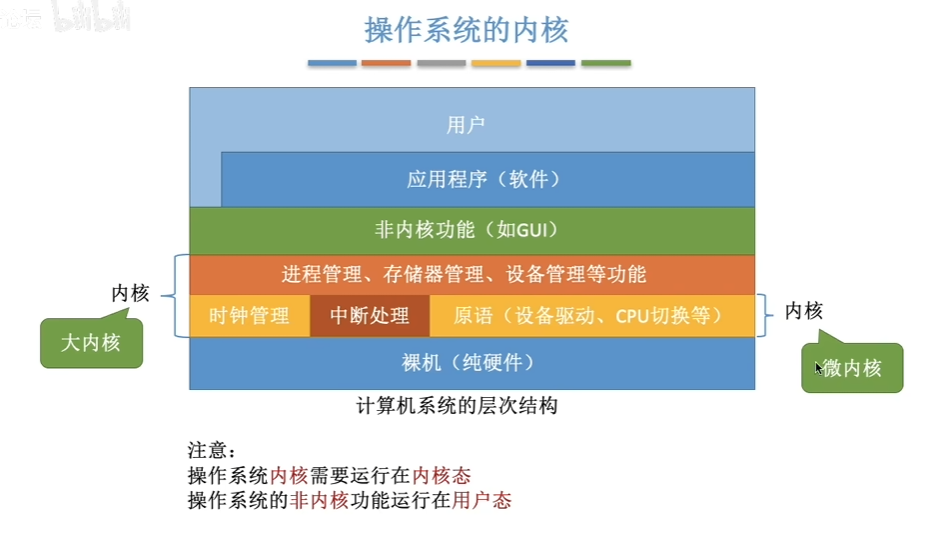 bilibili
操作系统的内核
用户
应用程序（软件）
非内核功能（如GUI）
进程管理、存储器管理、设备管理等功能
内核
时钟管理 中断处理 原语（设备驱动、CPU切换等）
内核
大内核
裸机（纯硬件）
微内核
计算机系统的层次结构
注意：
操作系统内核需要运行在内核态
操作系统的非内核功能运行在用户态